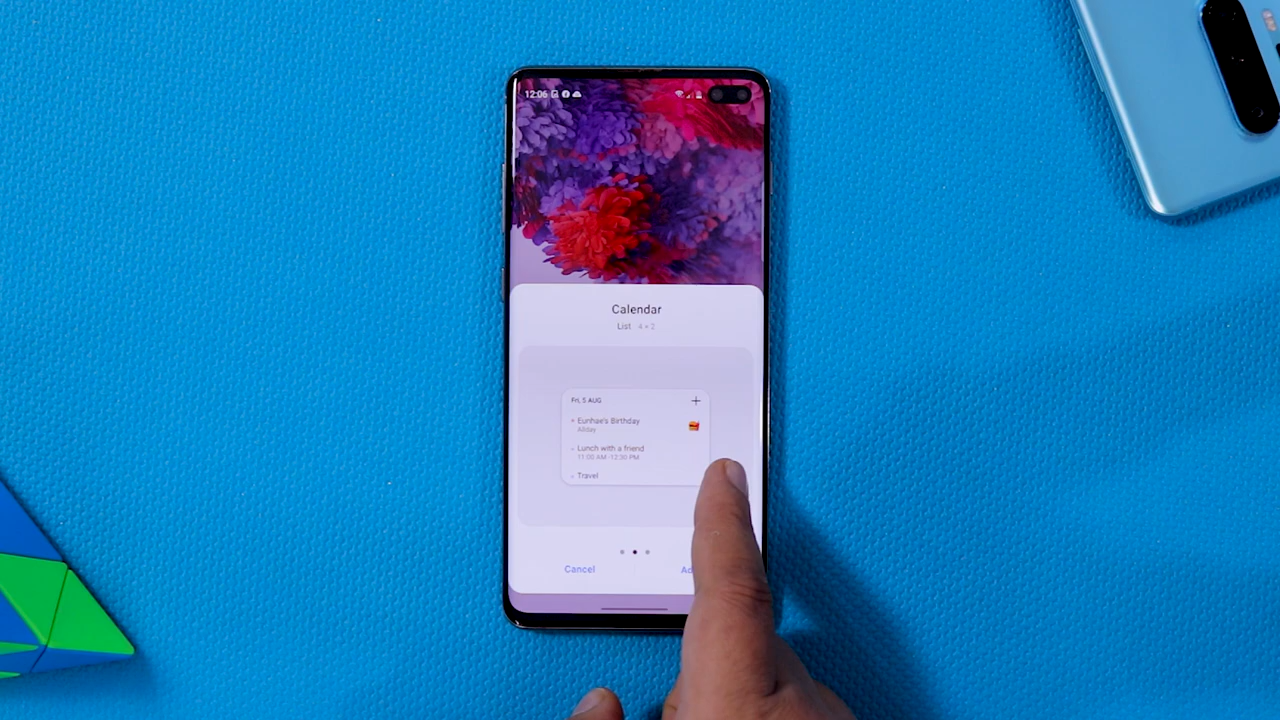 12:06
Calendar
List 4 × 2
Fri, 5 AUG
Eunhae's Birthday
Allday
Lunch with a friend
11:00 AM -12:30 PM
Travel
Cancel